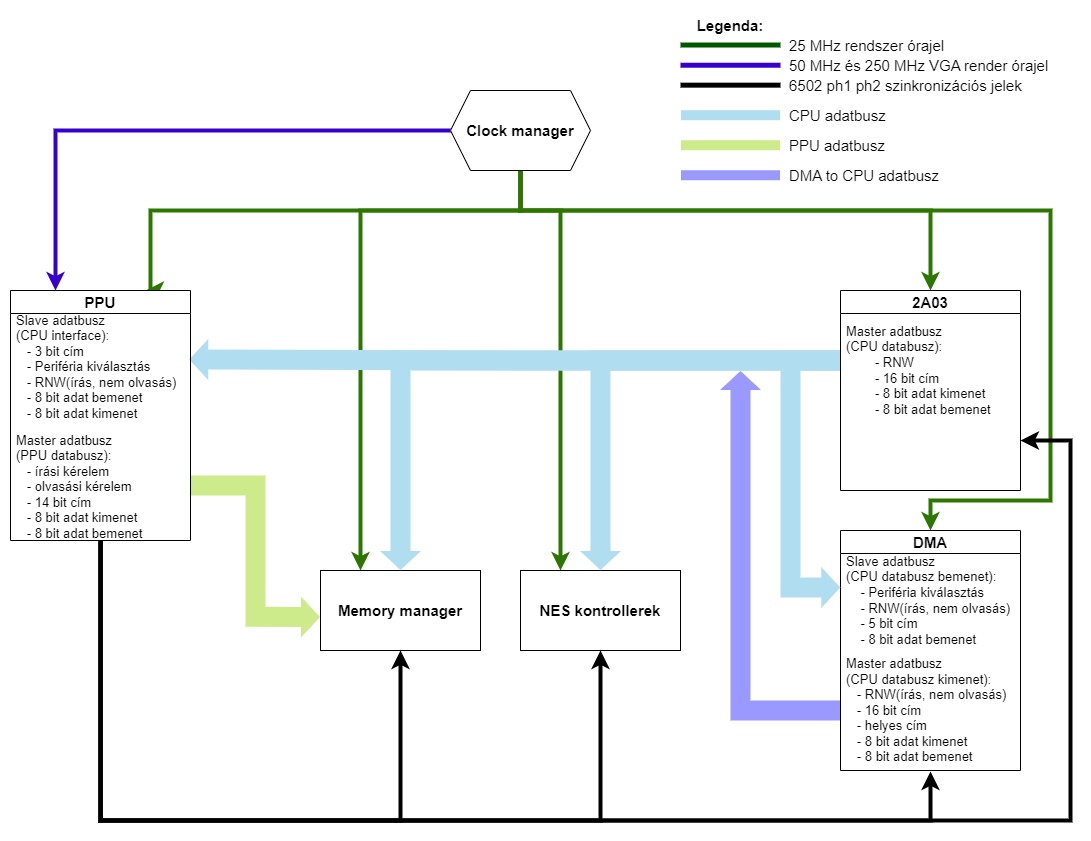 Legenda:
25 MHz rendszer órajel
50 MHz és 250 MHz VGA render órajel
6502 ph1 ph2 szinkronizációs jelek
CPU adatbusz
PPU adatbusz
DMA to CPU adatbusz
Clock manager
PPU
Slave adatbusz
(CPU interface):
- 3 bit cím
- Periféria kiválasztás
- RNW(írás, nem olvasás)
- 8 bit adat bemenet
- 8 bit adat kimenet
Master adatbusz
(PPU databusz):
- írási kérelem
- olvasási kérelem
- 14 bit cím
- 8 bit adat kimenet
- 8 bit adat bemenet
2A03
Master adatbusz
(CPU databusz):
- RNW
- 16 bit cím
- 8 bit adat kimenet
- 8 bit adat bemenet
Memory manager
NES kontrollerek
DMA
Slave adatbusz
(CPU databusz bemenet):
- Periféria kiválasztás
- RNW(írás, nem olvasás)
- 5 bit cím
- 8 bit adat bemenet
Master adatbusz
(CPU databusz kimenet):
- RNW(írás, nem olvasás)
- 16 bit cím
- helyes cím
- 8 bit adat kimenet
- 8 bit adat bemenet